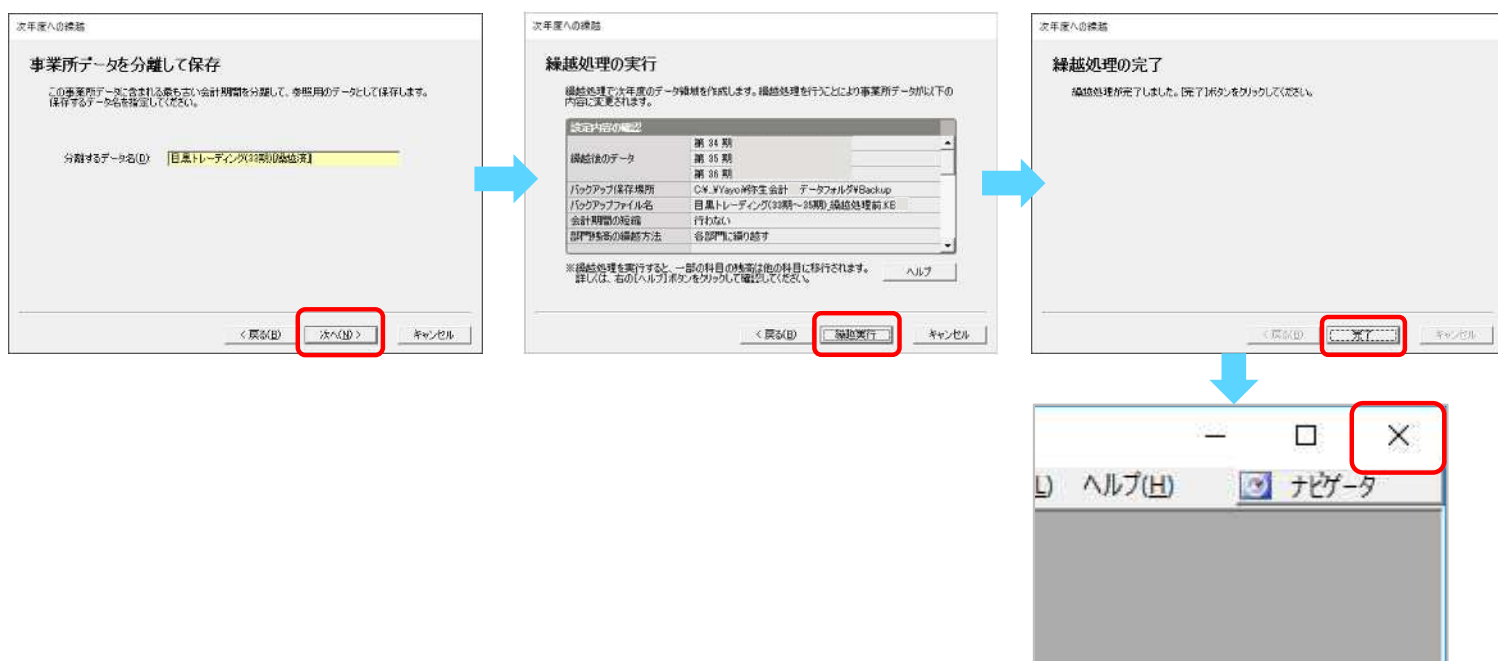 次年度への繰越
事業所データを分離して保存
この事業所データに含まれる最も古い会計期間を分離して、参照用のデータとして保存します。
保存するデータ名を指定してください。
分離するデータ名(D)
目黒トレーディング(33期)(繰越済)
< 戻る(B)
次へ(N) >
キャンセル
次年度への繰越
繰越処理の実行
繰越処理で次年度のデータ領域を作成します。繰越処理を行うことにより事業所データが以下の
内容に変更されます。
設定内容の確認
繰越後のデータ
第 34 期
第 35 期
第 36 期
バックアップ保存場所
バックアップファイル名
目黒トレーディング(33期～35期)_繰越処理前.KB
会計期間の短縮
行わない
部門残高の繰越方法
各部門に繰り越す
※繰越処理を実行すると、一部の科目の残高は他の科目に移行されます。
詳しくは、右の[ヘルプ]ボタンをクリックして確認してください。
ヘルプ
< 戻る(B)
繰越実行
キャンセル
次年度への繰越
繰越処理の完了
繰越処理が完了しました。[完了]ボタンをクリックしてください。
< 戻る(B)
完了
キャンセル
L) ヘルプ(H)
ナビゲータ